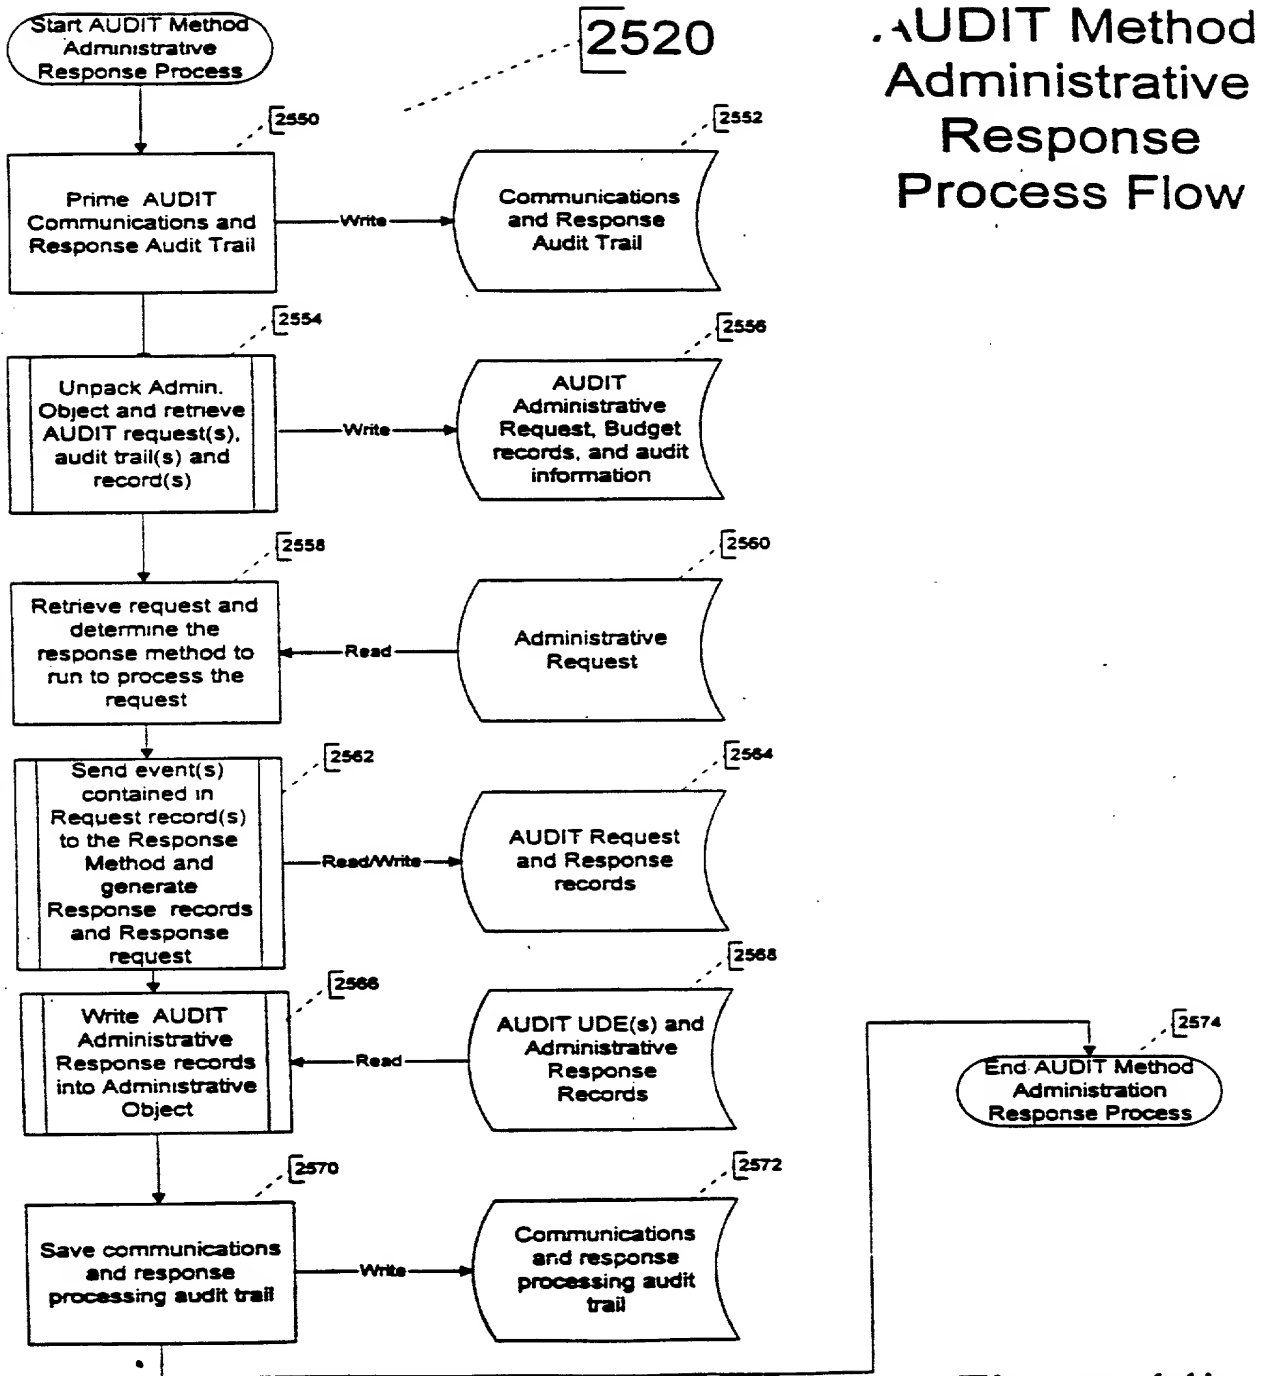 Start AUDIT Method
Administrative
Response Process
2520
AUDIT Method
Administrative
Response
Process Flow
2550
Prime AUDIT
Communications and
Response Audit Trail
Write
2552
Communications
and Response
Audit Trail
2554
Unpack Admin.
Object and retrieve
AUDIT request(s),
audit trail(s) and
record(s)
Write
2556
AUDIT
Administrative
Request, Budget
records, and audit
information
2558
Retrieve request and
determine the
response method to
run to process the
request
Read
2560
Administrative
Request
2562
Send event(s)
contained in
Request record(s)
to the Response
Method and
generate
Response records
and Response
request
Read/Write
2564
AUDIT Request
and Response
records
2566
Write AUDIT
Administrative
Response records
into Administrative
Object
Read
2568
AUDIT UDE(s) and
Administrative
Response
Records
2570
Save communications
and response
processing audit trail
Write
2572
Communications
and response
processing audit
trail
2574
End AUDIT Method
Administration
Response Process